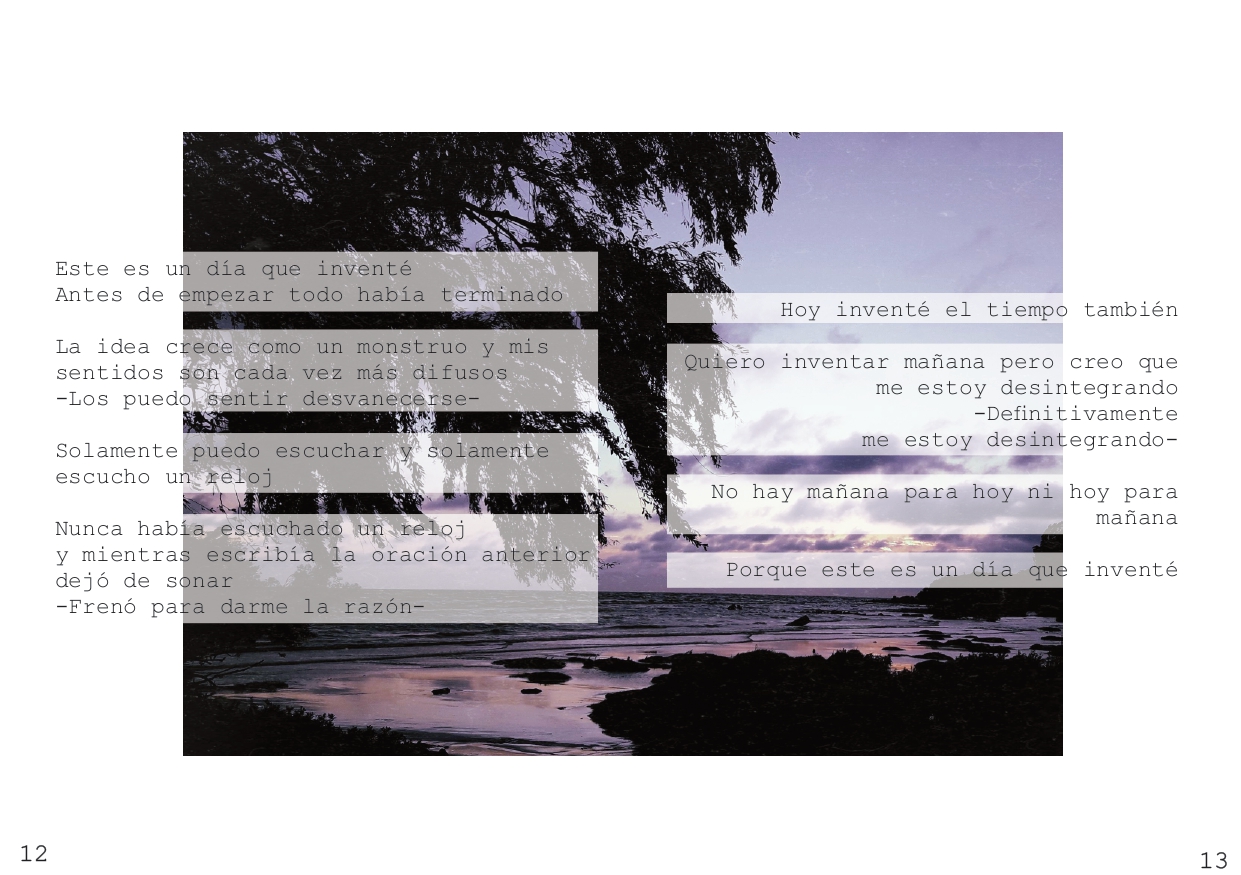 Este es un día que inventé
Antes de empezar todo había terminado
La idea crece como un monstruo y mis
sentidos son cada vez más difusos
-Los puedo sentir desvanecerse-
Solamente puedo escuchar y solamente
escucho un reloj
Nunca había escuchado un reloj
y mientras escribía la oración anterior
dejó de sonar
-Frenó para darme la razón-
12
Hoy inventé el tiempo también
Quiero inventar mañana pero creo que
me estoy desintegrando
-Definitivamente
me estoy desintegrando-
No hay mañana para hoy ni hoy para
mañana
Porque este es un día que inventé
13